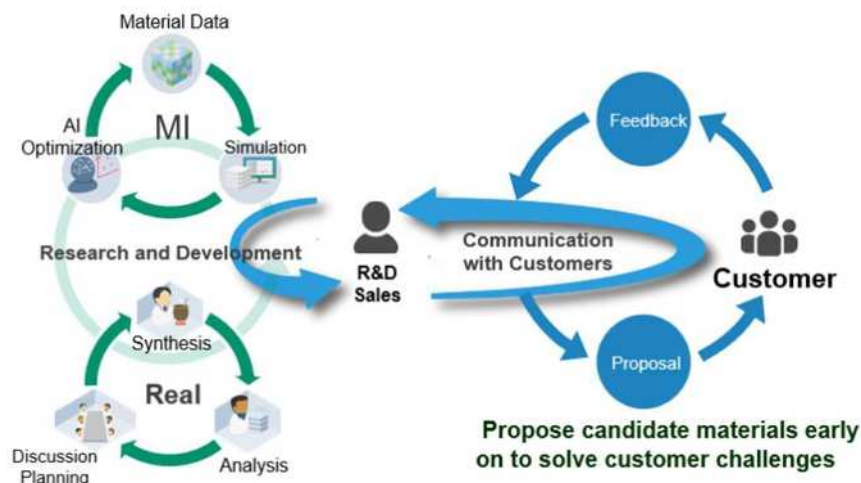 Material Data
MI
AI
Optimization
Simulation
Research and Development
Synthesis
Real
Discussion
Planning
Analysis
R&D
Sales
Communication
with Customers
Feedback
Customer
Proposal
Propose candidate materials early
on to solve customer challenges